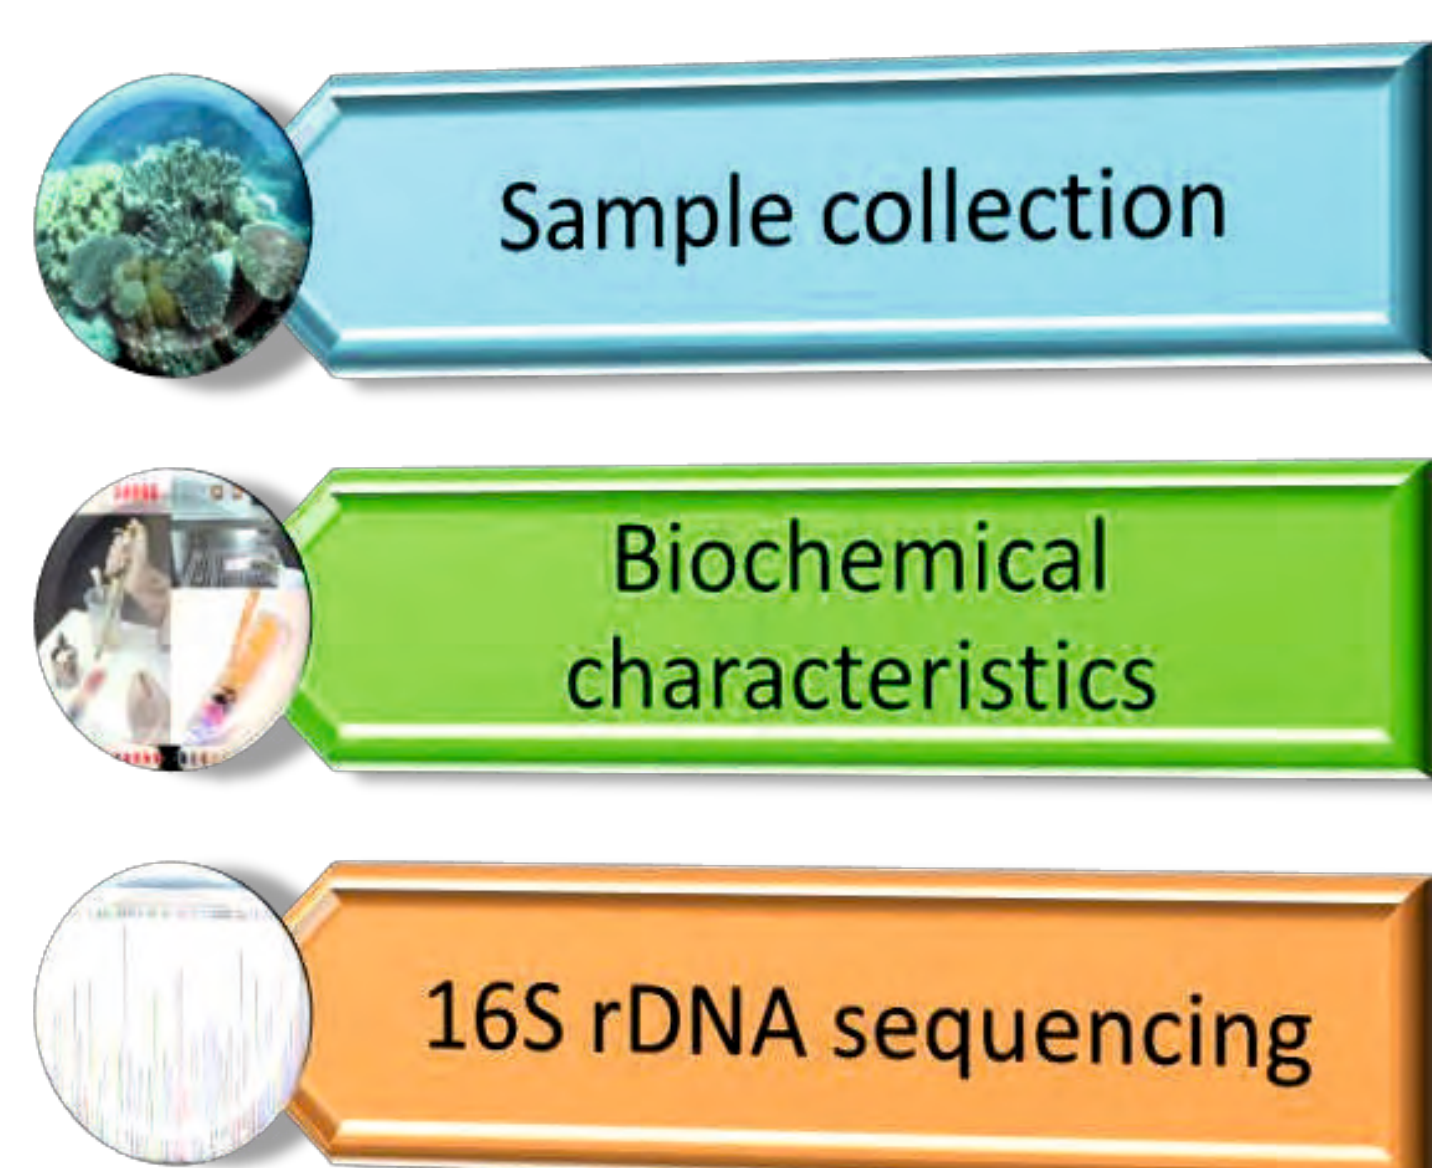 Sample collection
Biochemical
characteristics
16S rDNA sequencing